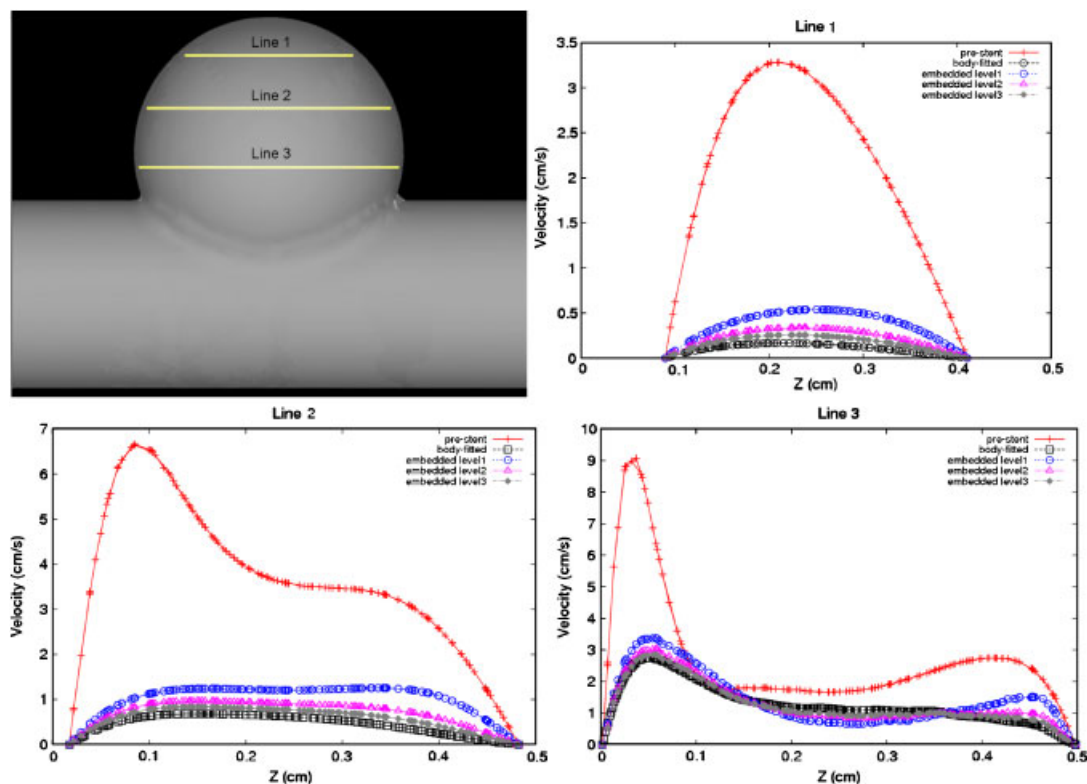 Line 1
Line 2
Line 3
Line 1
3.5
3
2.5
2
1.5
1
0.5
0
Velocity (cm/s)
pre-stent
body-fitted
embedded level1
embedded level2
embedded level3
0
0.1
0.2
0.3
0.4
0.5
Z (cm)
Line 2
7
6
5
4
3
2
1
0
Velocity (cm/s)
pre-stent
body-fitted
embedded level1
embedded level2
embedded level3
0
0.1
0.2
0.3
0.4
0.5
Z (cm)
Line 3
10
9
8
7
6
5
4
3
2
1
0
Velocity (cm/s)
pre-stent
body-fitted
embedded level1
embedded level2
embedded level3
0
0.1
0.2
0.3
0.4
0.5
Z (cm)